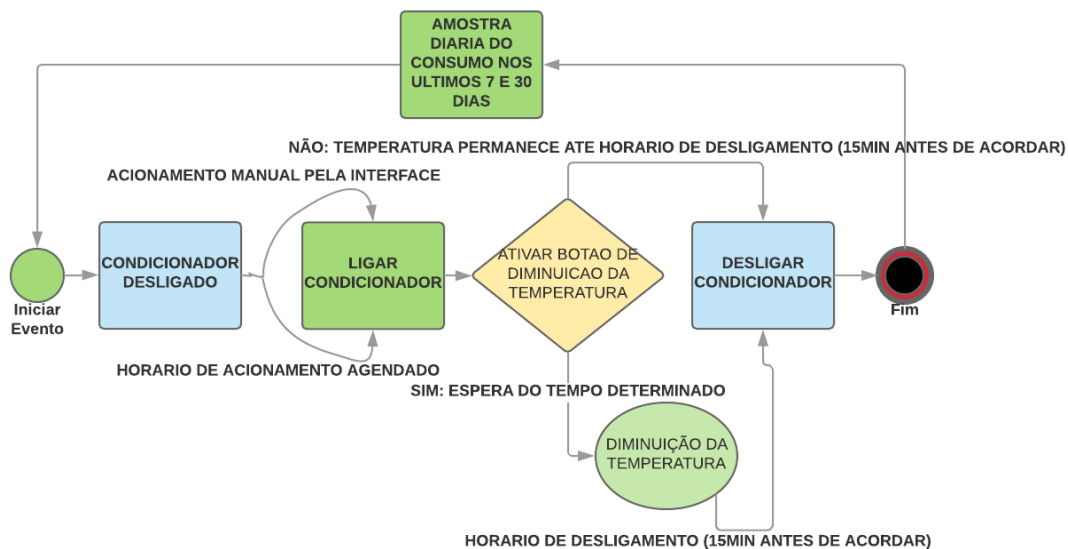 AMOSTRA
DIARIA DO
CONSUMO NOS
ULTIMOS 7 E 30
DIAS
NÃO: TEMPERATURA PERMANECE ATE HORARIO DE DESLIGAMENTO (15MIN ANTES DE ACORDAR)
ACIONAMENTO MANUAL PELA INTERFACE
Iniciar
Evento
CONDICIONADOR
DESLIGADO
LIGAR
CONDICIONADOR
ATIVAR BOTAO DE
DIMINUICAO DA
TEMPERATURA
DESLIGAR
CONDICIONADOR
Fim
HORARIO DE ACIONAMENTO AGENDADO
SIM: ESPERA DO TEMPO DETERMINADO
DIMINUIÇÃO DA
TEMPERATURA
HORARIO DE DESLIGAMENTO (15MIN ANTES DE ACORDAR)